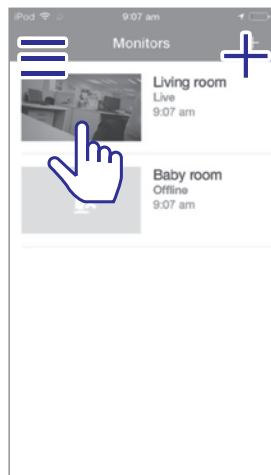 iPod 9:07 am
Monitors
Living room
Live
9:07 am
Baby room
Offline
9:07 am